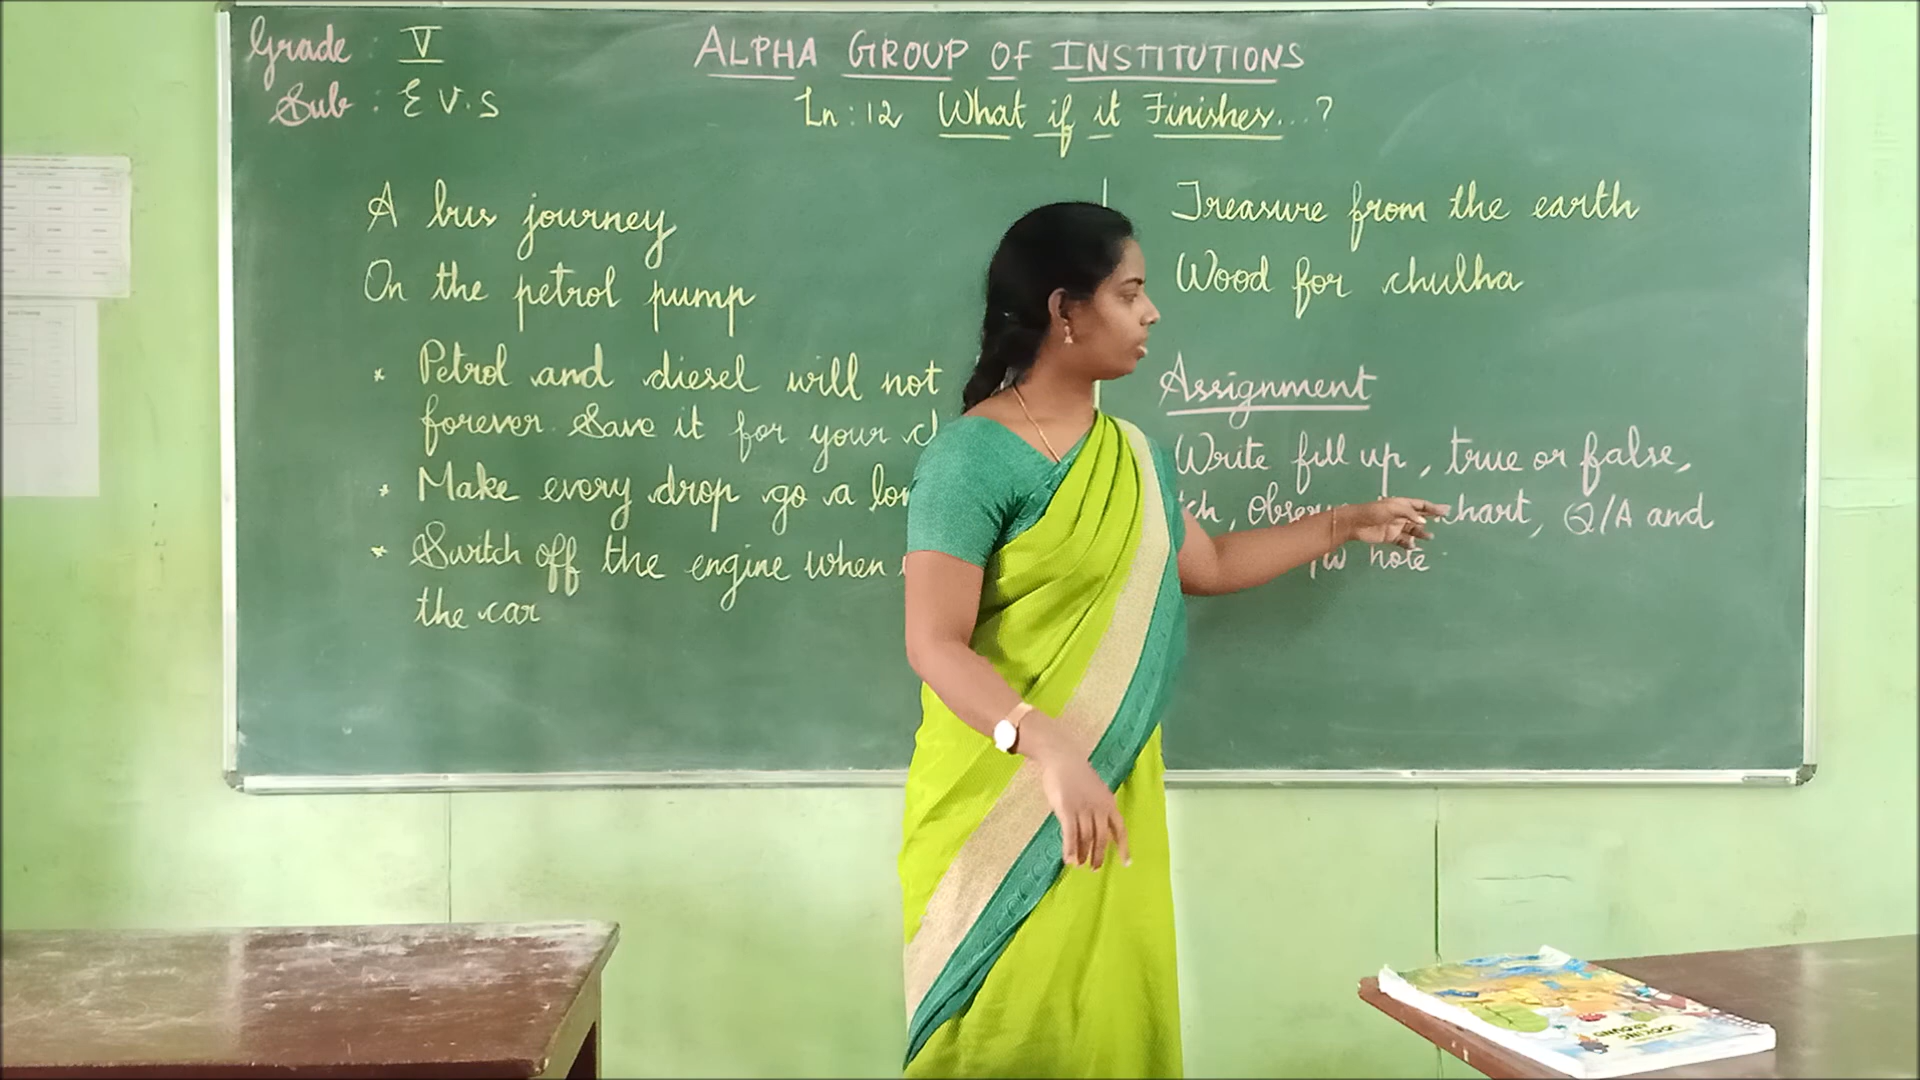 Grade : V
Sub : E V.S
ALPHA GROUP OF INSTITUTIONS
Ln : 12 What if it Finishes...?
A bus journey
On the petrol pump
* Petrol and diesel will not
forever. Save it for your
* Make every drop go a
* Switch off the engine when
the car
Treasure from the earth
Wood for chulha
Assignment
Write fill up, true or false,
chart, Q/A and
note
LOOKING
AROUND